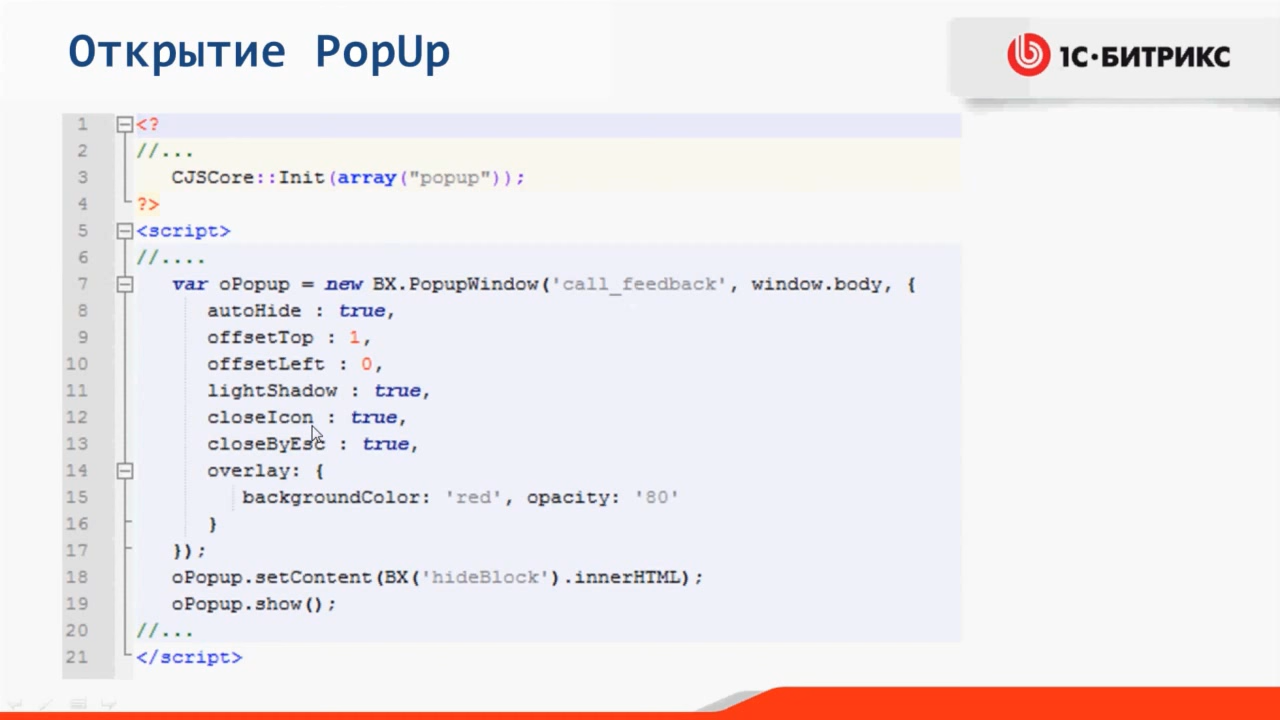 Открытие PopUp
1С·БИТРИКС
1 <?
2 //...
3 CJSCore::Init(array("popup"));
4 ?>
5 <script>
6 //....
7 var oPopup = new BX.PopupWindow('call_feedback', window.body, {
8 autoHide : true,
9 offsetTop : 1,
10 offsetLeft : 0,
11 lightShadow : true,
12 closeIcon : true,
13 closeByEsc : true,
14 overlay: {
15 backgroundColor: 'red', opacity: '80'
16 }
17 });
18 oPopup.setContent(BX('hideBlock').innerHTML);
19 oPopup.show();
20 //...
21 </script>